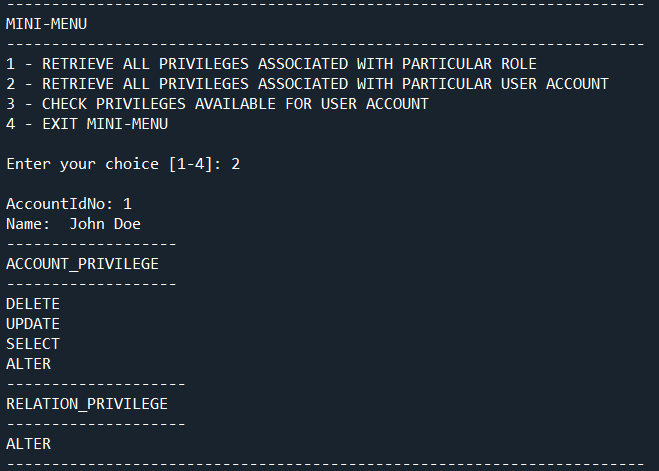 -----------------------------------------------------------------------
MINI-MENU
-----------------------------------------------------------------------
1 - RETRIEVE ALL PRIVILEGES ASSOCIATED WITH PARTICULAR ROLE
2 - RETRIEVE ALL PRIVILEGES ASSOCIATED WITH PARTICULAR USER ACCOUNT
3 - CHECK PRIVILEGES AVAILABLE FOR USER ACCOUNT
4 - EXIT MINI-MENU
Enter your choice [1-4]: 2
AccountIdNo: 1
Name:  John Doe
-------------------
ACCOUNT_PRIVILEGE
-------------------
DELETE
UPDATE
SELECT
ALTER
--------------------
RELATION_PRIVILEGE
--------------------
ALTER
-----------------------------------------------------------------------